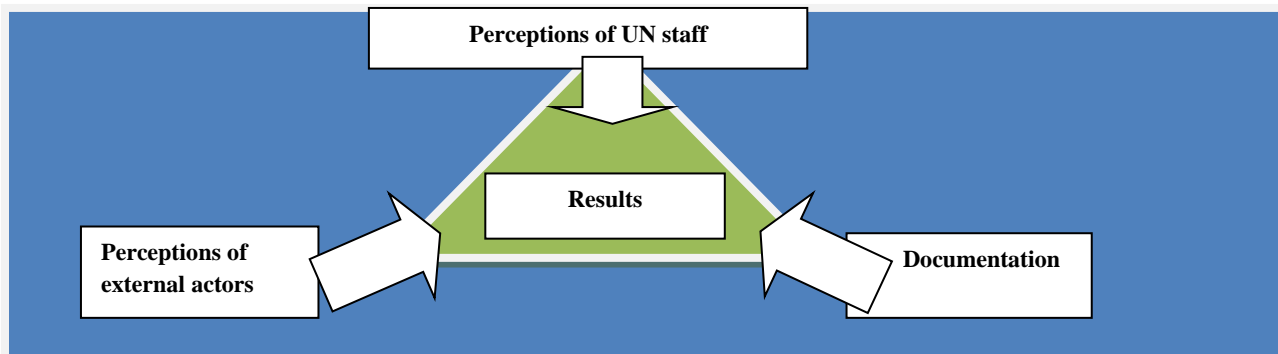 Perceptions of UN staff
Results
Perceptions of
external actors
Documentation